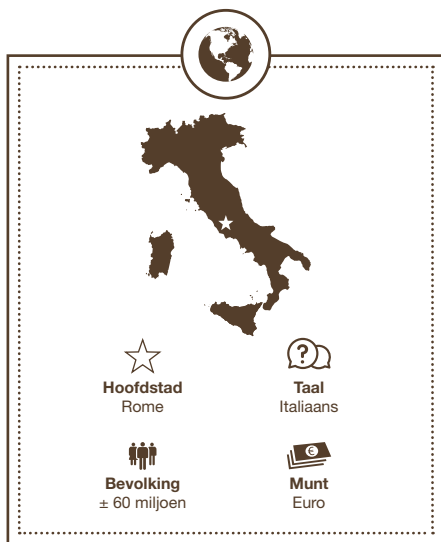 Hoofdstad
Rome
Taal
Italiaans
Bevolking
± 60 miljoen
Munt
Euro